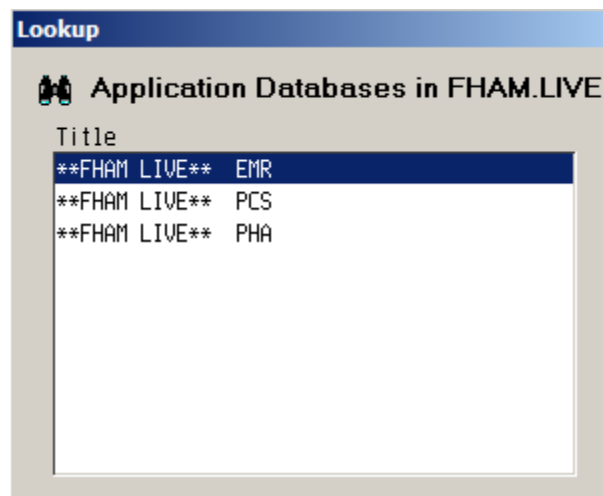 Lookup
Application Databases in FHAM.LIVE
Title
**FHAM LIVE** EMR
**FHAM LIVE** PCS
**FHAM LIVE** PHA